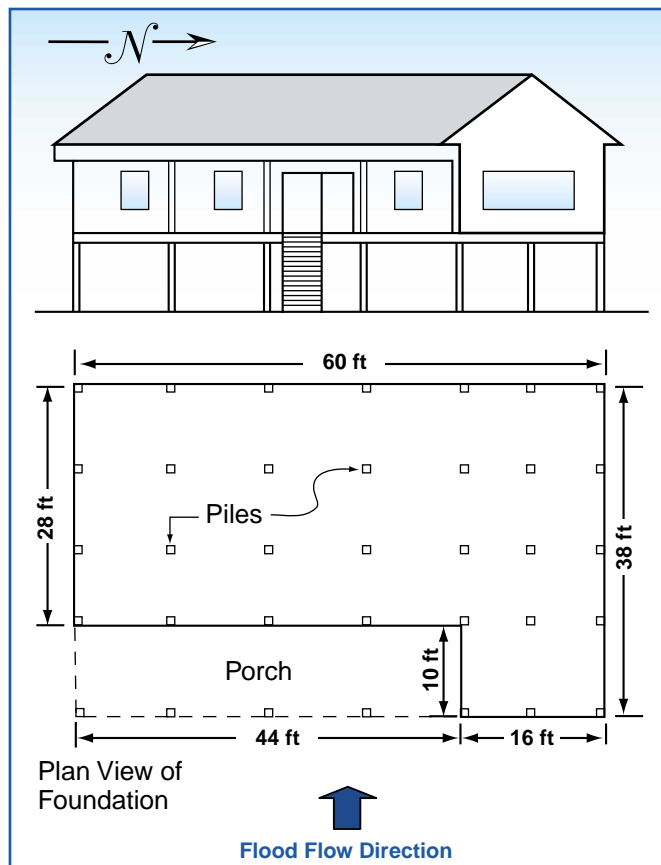 N
60 ft
28 ft
Piles
38 ft
Porch
10 ft
44 ft
16 ft
Plan View of
Foundation
Flood Flow Direction